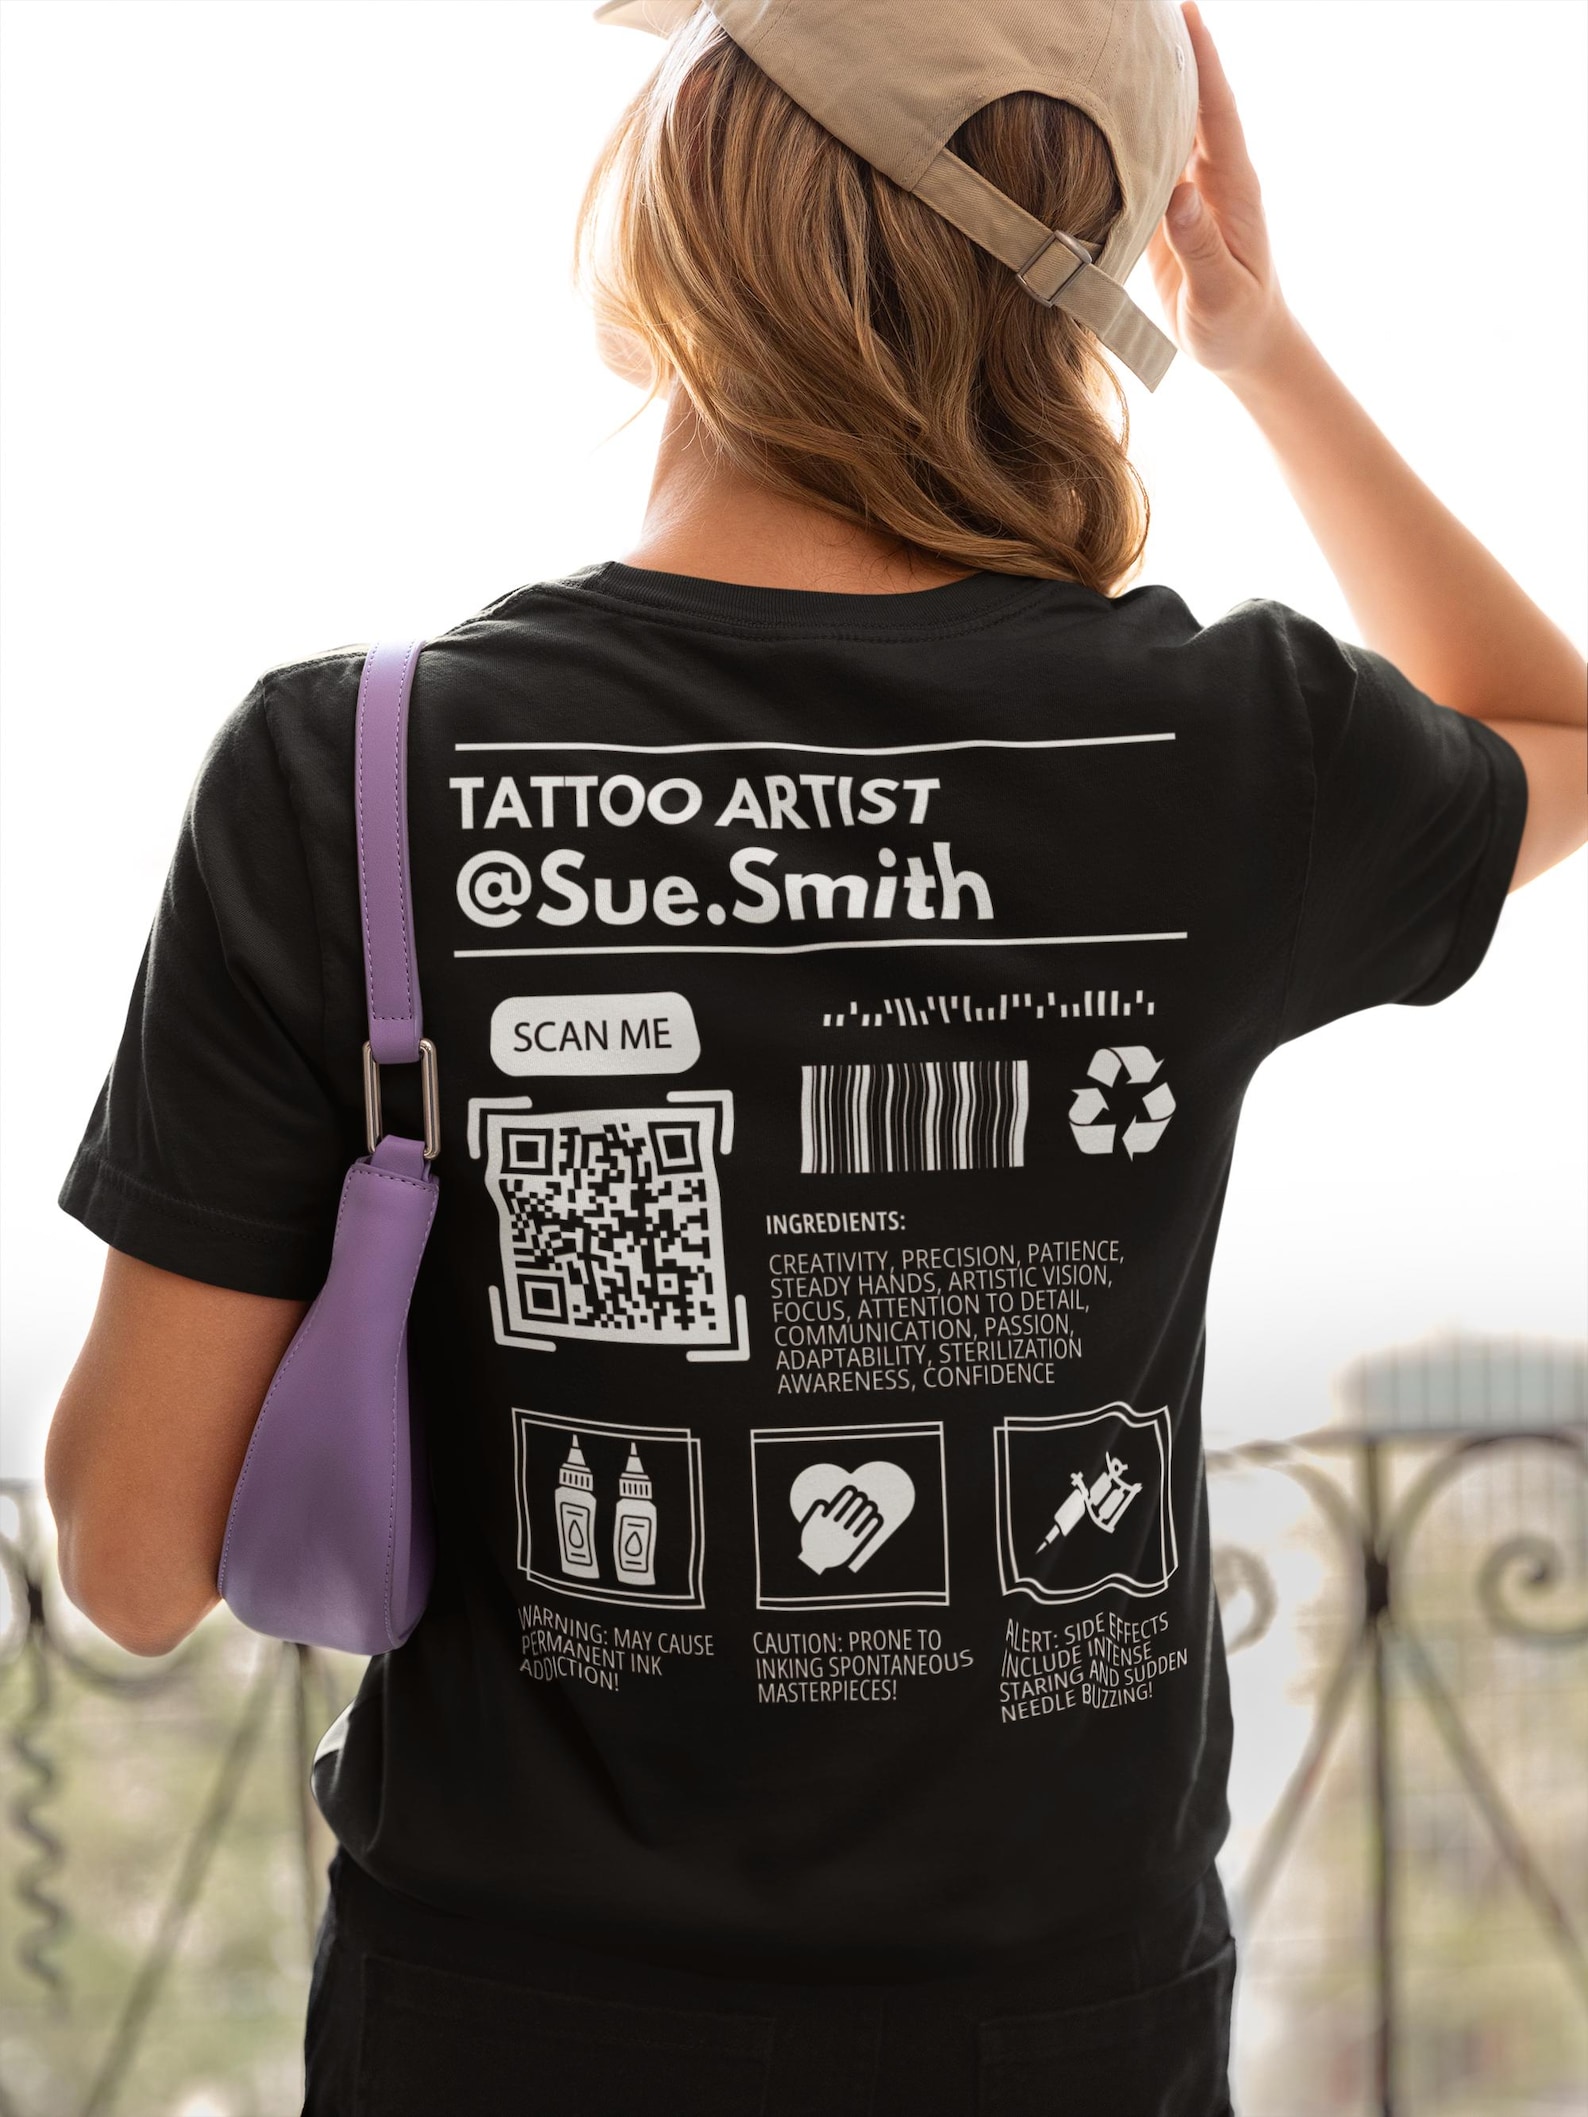 TATTOO ARTIST
@Sue.Smith
SCAN ME
INGREDIENTS:
CREATIVITY, PRECISION, PATIENCE,
STEADY HANDS, ARTISTIC VISION,
FOCUS, ATTENTION TO DETAIL,
COMMUNICATION, PASSION,
ADAPTABILITY, STERILIZATION
AWARENESS, CONFIDENCE
WARNING: MAY CAUSE
PERMANENT INK
ADDICTION!
CAUTION: PRONE TO
INKING SPONTANEOUS
MASTERPIECES!
ALERT: SIDE EFFECTS
INCLUDE INTENSE
STARING AND SUDDEN
NEEDLE BUZZING!